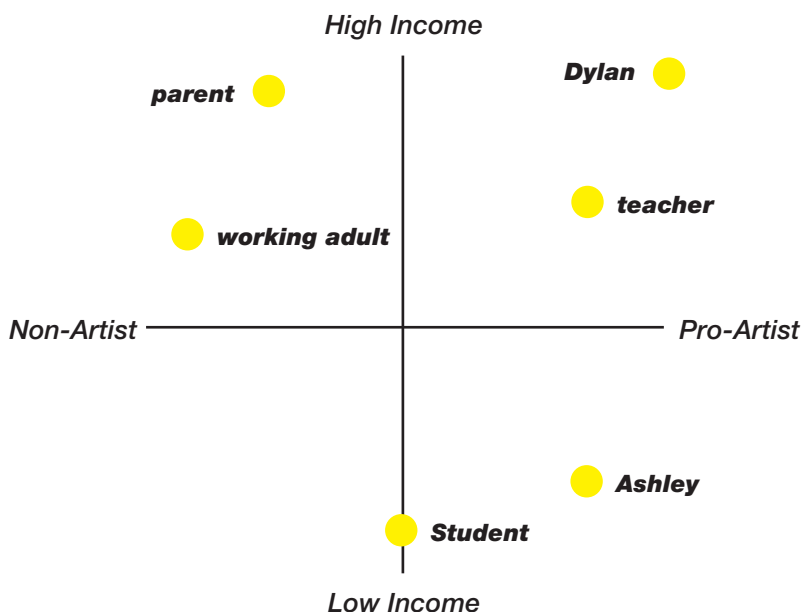 High Income
Dylan
parent
teacher
working adult
Non-Artist
Pro-Artist
Ashley
Student
Low Income